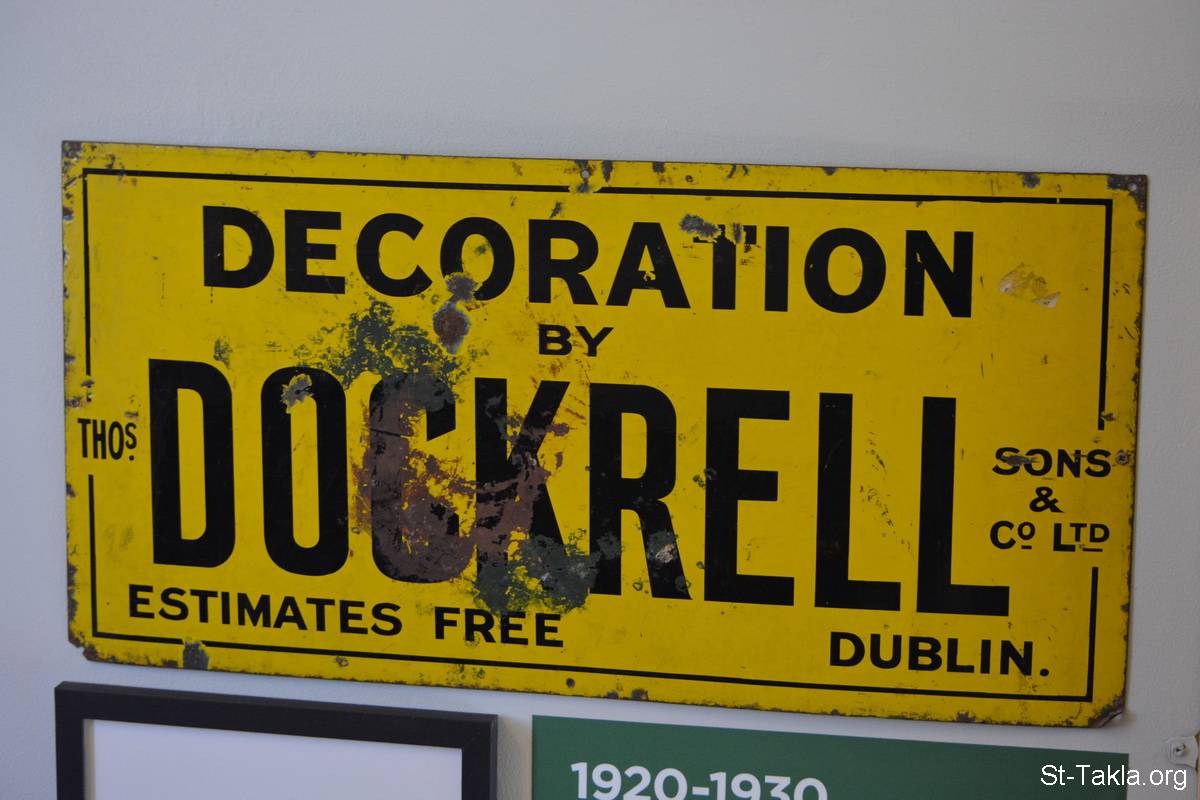 DECORATION
BY
THOS. DOCKRELL SONS
&
CO LTD
ESTIMATES FREE
DUBLIN.
1920-1930
St-Takla.org